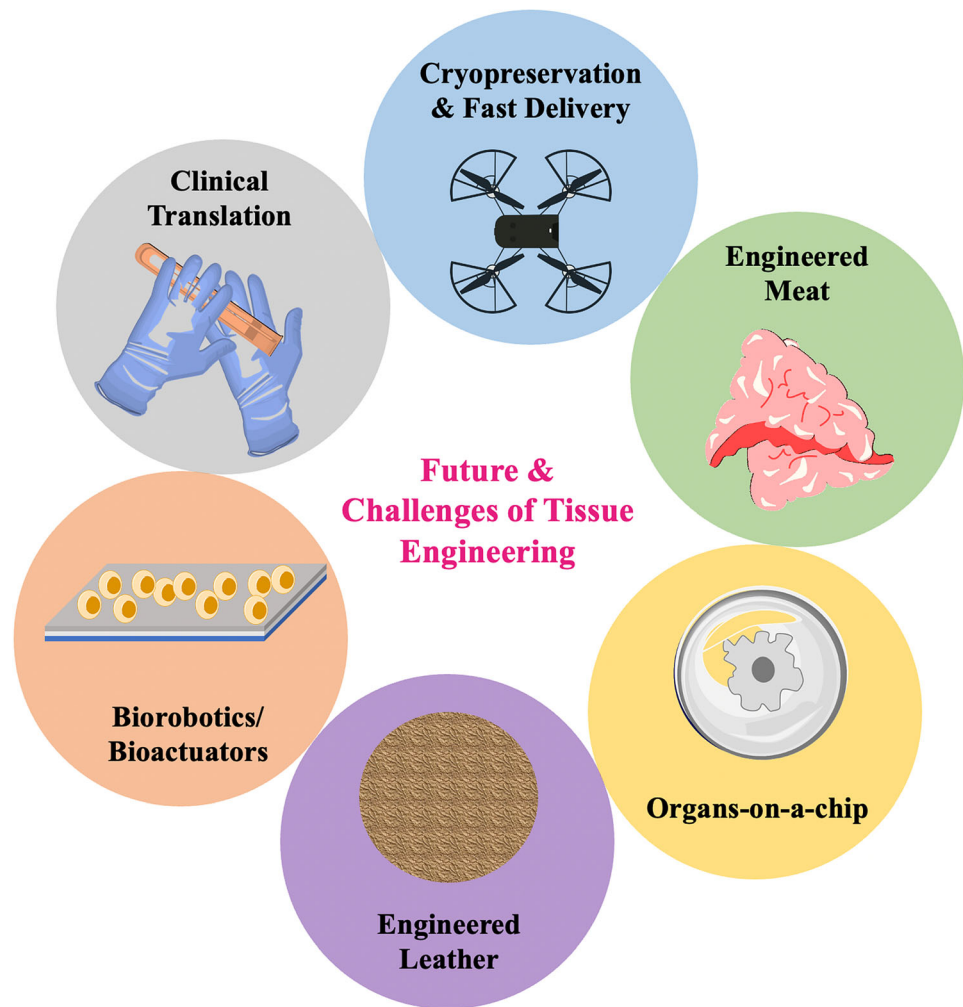 Cryopreservation
& Fast Delivery
Clinical
Translation
Engineered
Meat
Future &
Challenges of Tissue
Engineering
Biorobotics/
Bioactuators
Organs-on-a-chip
Engineered
Leather